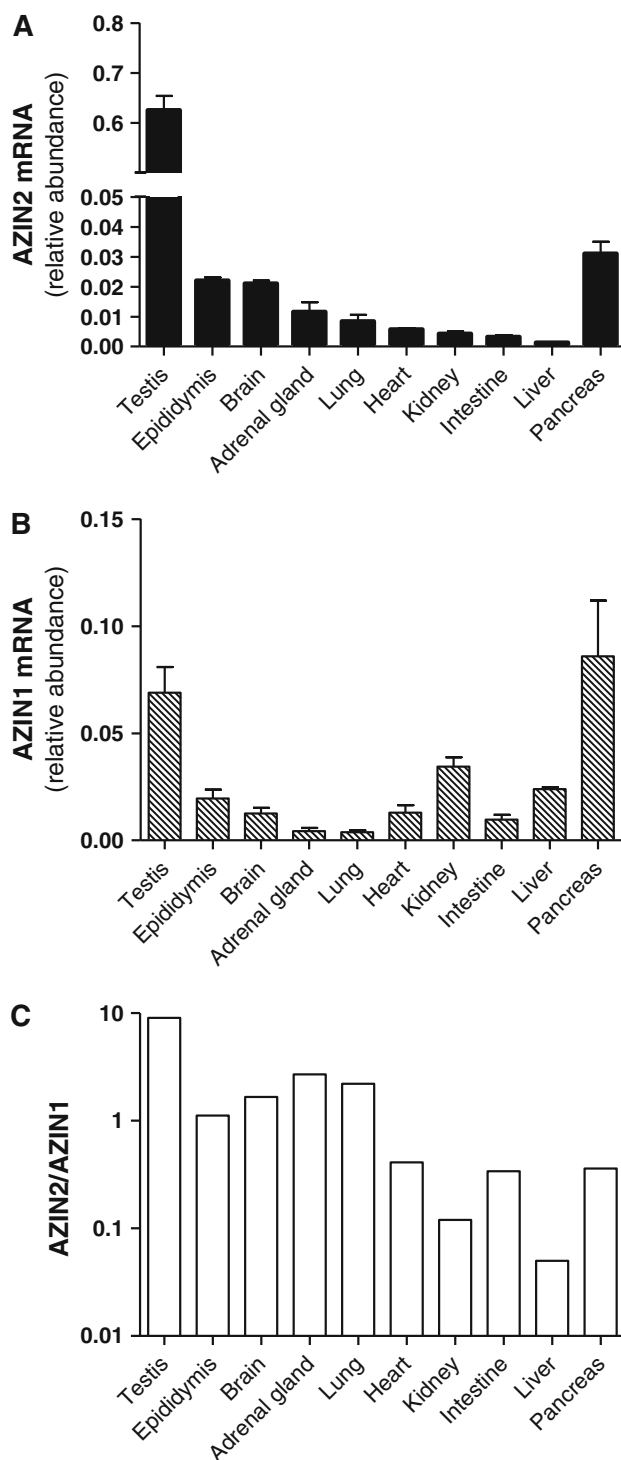 A
AZIN2 mRNA
(relative abundance)
0.8
0.7
0.6
0.05
0.04
0.03
0.02
0.01
0.00
Testis
Epididymis
Brain
Adrenal gland
Lung
Heart
Kidney
Intestine
Liver
Pancreas
B
AZIN1 mRNA
(relative abundance)
0.15
0.10
0.05
0.00
Testis
Epididymis
Brain
Adrenal gland
Lung
Heart
Kidney
Intestine
Liver
Pancreas
C
AZIN2/AZIN1
10
1
0.1
0.01
Testis
Epididymis
Brain
Adrenal gland
Lung
Heart
Kidney
Intestine
Liver
Pancreas